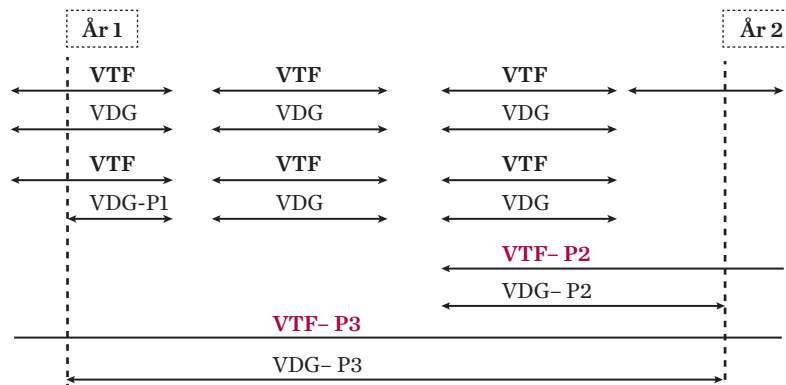 År 1 År 2
VTF VTF VTF
VDG VDG VDG
VTF VTF VTF
VDG-P1 VDG VDG
VTF– P2
VDG– P2
VTF– P3
VDG– P3